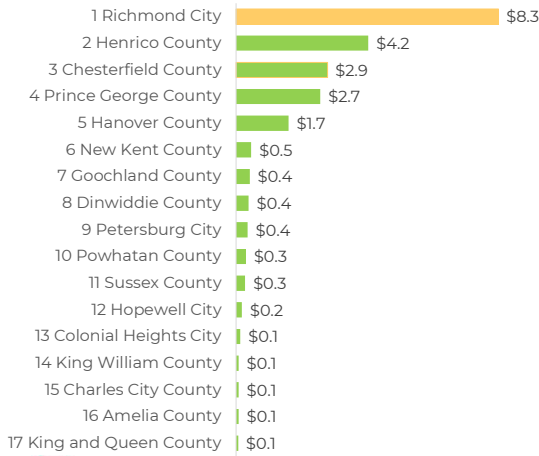 1 Richmond City $8.3
2 Henrico County $4.2
3 Chesterfield County $2.9
4 Prince George County $2.7
5 Hanover County $1.7
6 New Kent County $0.5
7 Goochland County $0.4
8 Dinwiddie County $0.4
9 Petersburg City $0.4
10 Powhatan County $0.3
11 Sussex County $0.3
12 Hopewell City $0.2
13 Colonial Heights City $0.1
14 King William County $0.1
15 Charles City County $0.1
16 Amelia County $0.1
17 King and Queen County $0.1